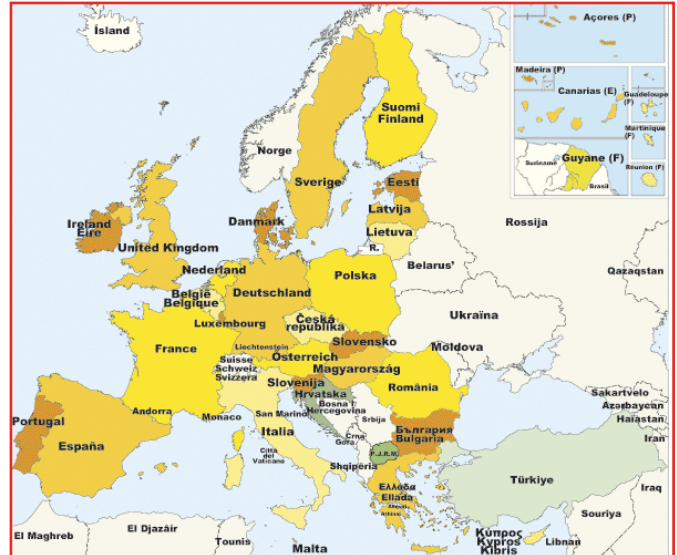 Ísland
Açores (P)
Madeira (P)
Canarias (E)
Guadeloupe
(F)
Martinique
(F)
Guyane (F)
Réunion (F)
Suriname
Brasil
Suomi
Finland
Norge
Sverige
Eesti
Latvija
Lietuva
R.
Rossija
Ireland
Éire
Danmark
United Kingdom
Nederland
Belarus'
Qazaqstan
België
Belgique
Deutschland
Polska
Luxembourg
Česká
republika
Ukraïna
Slovensko
Moldova
France
Liechtenstein
Österreich
Suisse
Schweiz
Svizzera
Magyarország
România
Slovenija
Hrvatska
Bosna i
Hercegovina
Srbija
Sakartvelo
Azərbaycan
Haïastan
Iran
Portugal
Andorra
Monaco
San Marino
Italia
Crna
Gora
България
Bulgaria
España
Città
del
Vaticano
P.J.R.M.
Shqipëria
Türkiye
Ελλάδα
Elláda
Iraq
Souriya
Κύπρος
Kýpros
Kibris
Libnan
El Maghreb
El Djazâir
Tounis
Malta